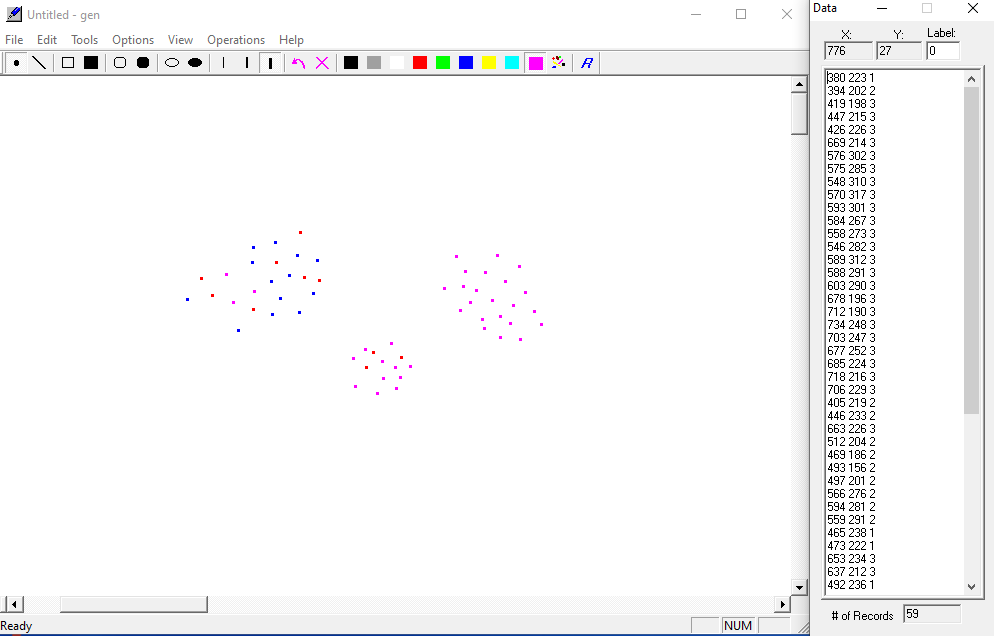 Untitled - gen
File Edit Tools Options View Operations Help
R
Ready
NUM
Data
X: Y: Label:
776 27 0
380 223 1
394 202 2
419 198 3
447 215 3
426 226 3
669 214 3
576 302 3
575 285 3
548 310 3
570 317 3
593 301 3
584 267 3
558 273 3
546 282 3
589 312 3
588 291 3
603 290 3
678 196 3
712 190 3
734 248 3
703 247 3
677 252 3
685 224 3
718 216 3
706 229 3
405 219 2
446 233 2
663 226 3
512 204 2
469 186 2
493 156 2
497 201 2
566 276 2
594 281 2
559 291 2
465 238 1
473 222 1
653 234 3
637 212 3
492 236 1
# of Records 59